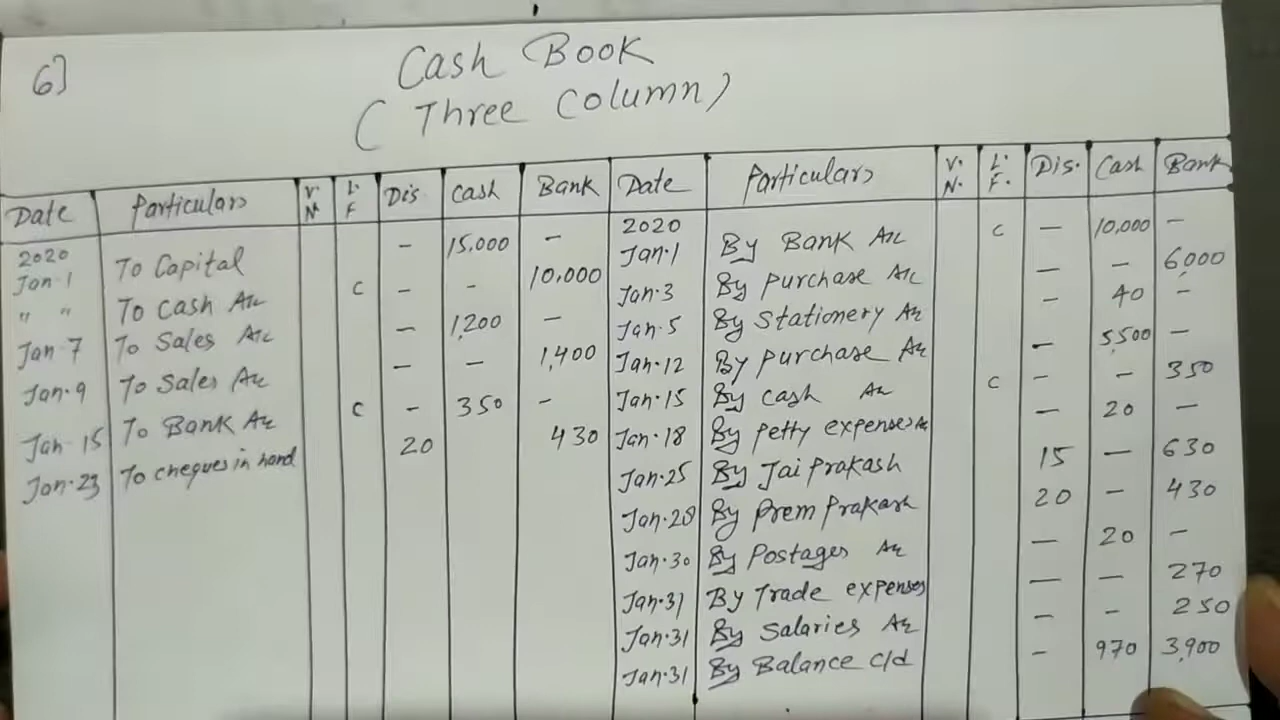 6]
Cash Book
( Three Column)
Date Particulars V. N. L. F Dis. Cash Bank Date Particulars V. N. L. F. Dis. Cash Bank
2020 2020
Jan.1 To Capital – 15,000 – Jan.1 By Bank A/c C – 10,000 –
" " To Cash A/c C – - 10,000 Jan.3 By purchase A/c – – 6,000
Jan.7 To Sales A/c – 1,200 – Jan.5 By Stationery A/c – 40 –
Jan.9 To Sales A/c – – 1,400 Jan.12 By purchase A/c – 5,500 –
Jan.15 To Bank A/c C - 350 – Jan.15 By cash A/c C – – 350
Jan.23 To cheques in hand 20 430 Jan.18 By Petty expenses A/c – 20 –
Jan.25 By Jai Prakash 15 – 630
Jan.28 By Prem Prakash 20 – 430
Jan.30 By Postages A/c – 20 –
Jan.31 By Trade expenses – – 270
Jan.31 By Salaries A/c – - 250
Jan.31 By Balance c/d – 970 3,900